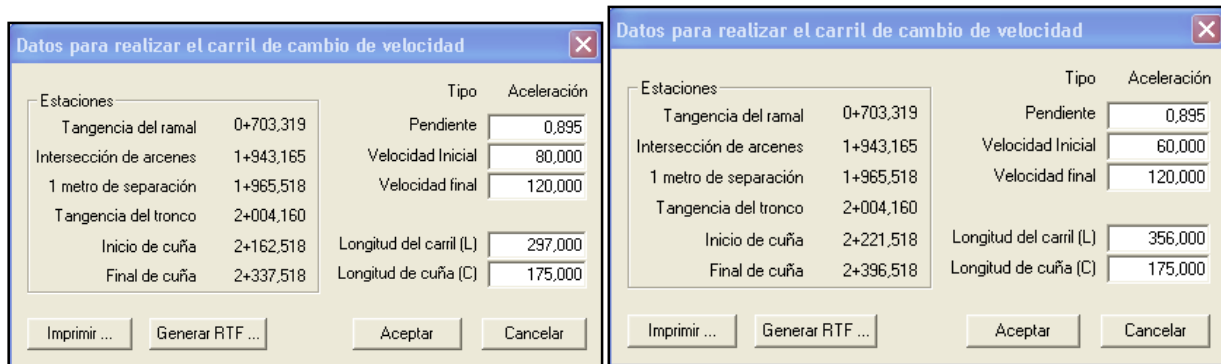 Datos para realizar el carril de cambio de velocidad
Estaciones
Tangencia del ramal 0+703,319
Intersección de arcenes 1+943,165
1 metro de separación 1+965,518
Tangencia del tronco 2+004,160
Inicio de cuña 2+162,518
Final de cuña 2+337,518
Tipo Aceleración
Pendiente 0,895
Velocidad Inicial 80,000
Velocidad final 120,000
Longitud del carril (L) 297,000
Longitud de cuña (C) 175,000
Imprimir ... Generar RTF ... Aceptar Cancelar
Datos para realizar el carril de cambio de velocidad
Estaciones
Tangencia del ramal 0+703,319
Intersección de arcenes 1+943,165
1 metro de separación 1+965,518
Tangencia del tronco 2+004,160
Inicio de cuña 2+221,518
Final de cuña 2+396,518
Tipo Aceleración
Pendiente 0,895
Velocidad Inicial 60,000
Velocidad final 120,000
Longitud del carril (L) 356,000
Longitud de cuña (C) 175,000
Imprimir ... Generar RTF ... Aceptar Cancelar